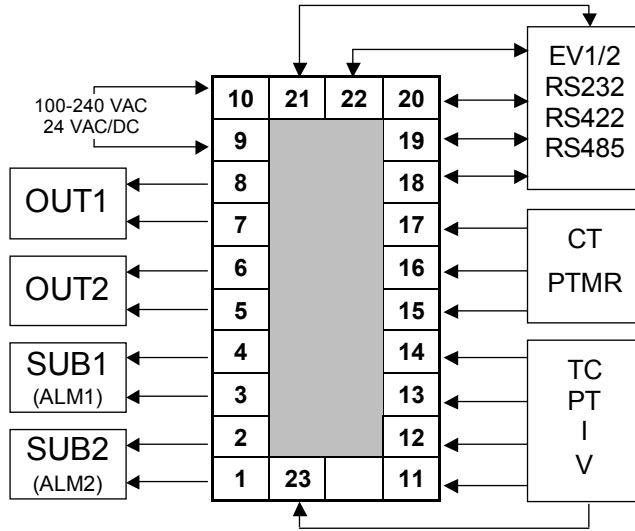 100-240 VAC
24 VAC/DC
OUT1
OUT2
SUB1
(ALM1)
SUB2
(ALM2)
10 21 22 20
9 19
8 18
7 17
6 16
5 15
4 14
3 13
2 12
1 23 11
EV1/2
RS232
RS422
RS485
CT
PTMR
TC
PT
I
V